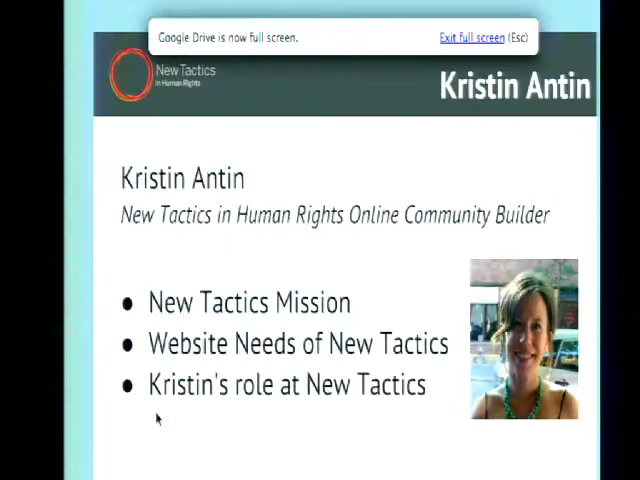 Google Drive is now full screen. Exit full screen (Esc)
New Tactics
in Human Rights
Kristin Antin
Kristin Antin
New Tactics in Human Rights Online Community Builder
● New Tactics Mission
● Website Needs of New Tactics
● Kristin's role at New Tactics